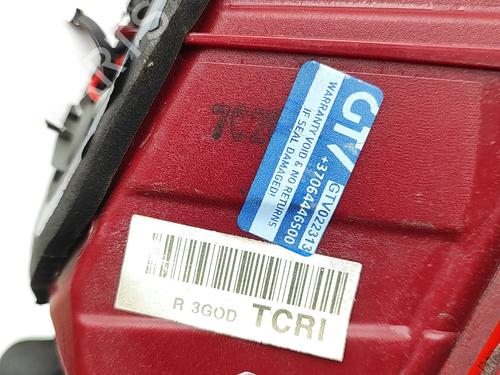 GTV
GTV022313
+37064446500
WARRANTY VOID & NO RETURNS
IF SEAL DAMAGED!
R 3GOD TCRI